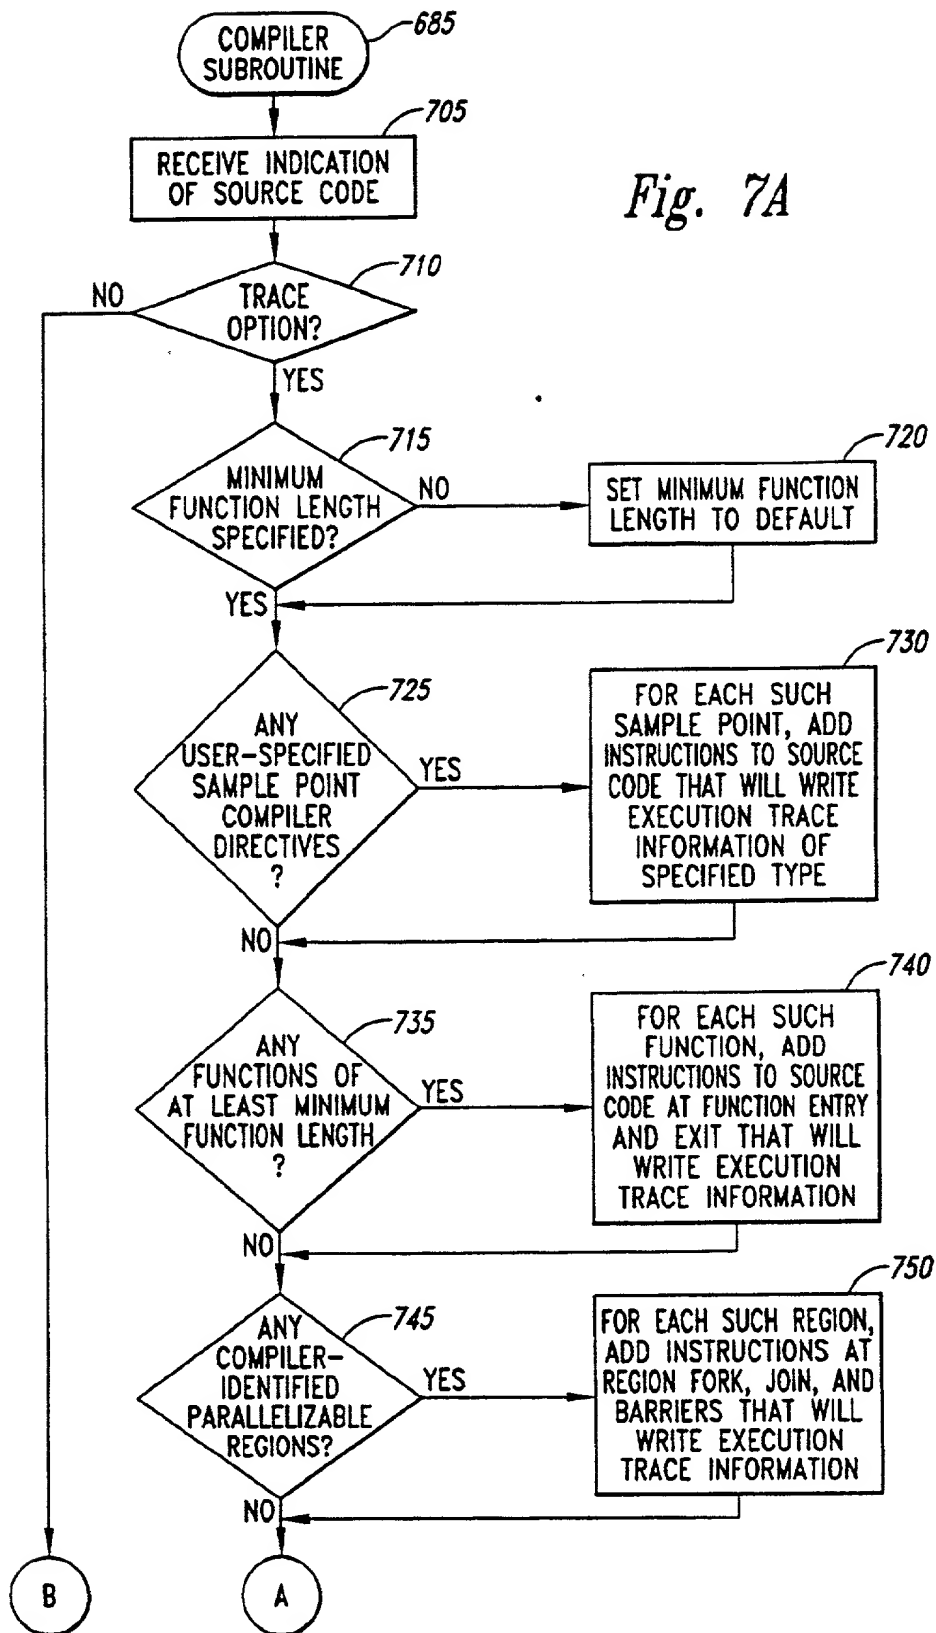 685
COMPILER
SUBROUTINE
705
RECEIVE INDICATION
OF SOURCE CODE
Fig. 7A
710
TRACE
OPTION?
NO
YES
715
MINIMUM
FUNCTION LENGTH
SPECIFIED?
NO
YES
720
SET MINIMUM FUNCTION
LENGTH TO DEFAULT
725
ANY
USER-SPECIFIED
SAMPLE POINT
COMPILER
DIRECTIVES
?
YES
NO
730
FOR EACH SUCH
SAMPLE POINT, ADD
INSTRUCTIONS TO SOURCE
CODE THAT WILL WRITE
EXECUTION TRACE
INFORMATION OF
SPECIFIED TYPE
735
ANY
FUNCTIONS OF
AT LEAST MINIMUM
FUNCTION LENGTH
?
YES
NO
740
FOR EACH SUCH
FUNCTION, ADD
INSTRUCTIONS TO SOURCE
CODE AT FUNCTION ENTRY
AND EXIT THAT WILL
WRITE EXECUTION
TRACE INFORMATION
745
ANY
COMPILER-
IDENTIFIED
PARALLELIZABLE
REGIONS?
YES
NO
750
FOR EACH SUCH REGION,
ADD INSTRUCTIONS AT
REGION FORK, JOIN, AND
BARRIERS THAT WILL
WRITE EXECUTION
TRACE INFORMATION
B
A